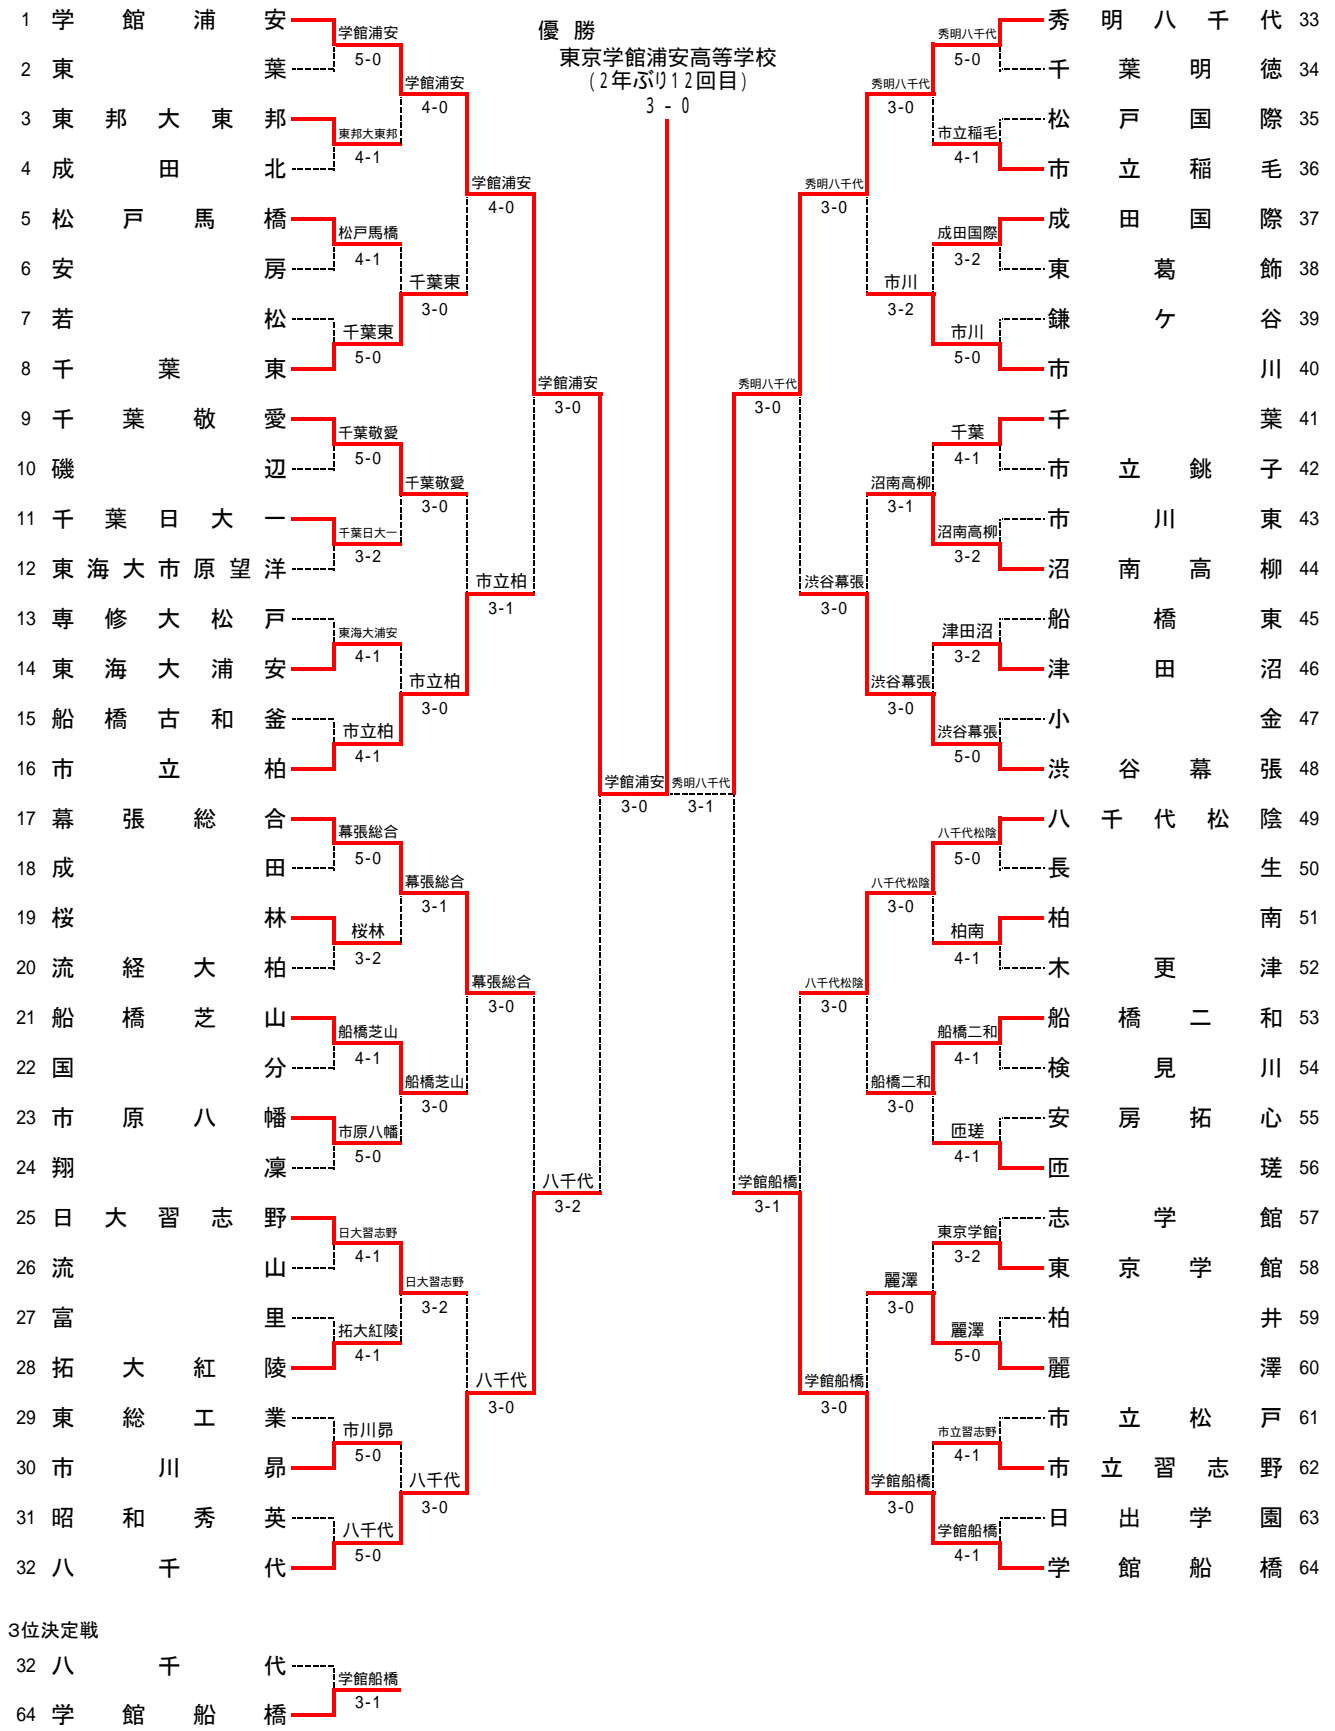 優勝
東京学館浦安高等学校
(2年ぶり12回目)
3 - 0
1 学館浦安
2 東葉
3 東邦大東邦
4 成田北
5 松戸馬橋
6 安房
7 若松
8 千葉東
9 千葉敬愛
10 磯辺
11 千葉日大一
12 東海大市原望洋
13 専修大松戸
14 東海大浦安
15 船橋古和釜
16 市立柏
17 幕張総合
18 成田
19 桜林
20 流経大柏
21 船橋芝山
22 国分
23 市原八幡
24 翔凜
25 日大習志野
26 流山
27 富里
28 拓大紅陵
29 東総工業
30 市川昴
31 昭和秀英
32 八千代
学館浦安
5-0
東邦大東邦
4-1
松戸馬橋
4-1
千葉東
5-0
千葉敬愛
5-0
千葉日大一
3-2
東海大浦安
4-1
市立柏
4-1
幕張総合
5-0
桜林
3-2
船橋芝山
4-1
市原八幡
5-0
日大習志野
4-1
拓大紅陵
4-1
市川昴
5-0
八千代
5-0
学館浦安
4-0
千葉東
3-0
千葉敬愛
3-0
市立柏
3-0
幕張総合
3-1
船橋芝山
3-0
日大習志野
3-2
八千代
3-0
学館浦安
4-0
市立柏
3-1
幕張総合
3-0
八千代
3-0
学館浦安
3-0
八千代
3-2
学館浦安
3-0
秀明八千代
3-1
秀明八千代
3-0
学館船橋
3-1
秀明八千代
3-0
渋谷幕張
3-0
八千代松陰
3-0
学館船橋
3-0
秀明八千代
3-0
市川
3-2
沼南高柳
3-1
渋谷幕張
3-0
八千代松陰
3-0
船橋二和
3-0
麗澤
3-0
学館船橋
3-0
秀明八千代
5-0
市立稲毛
4-1
成田国際
3-2
市川
5-0
千葉
4-1
沼南高柳
3-2
津田沼
3-2
渋谷幕張
5-0
八千代松陰
5-0
柏南
4-1
船橋二和
4-1
匝瑳
4-1
東京学館
3-2
麗澤
5-0
市立習志野
4-1
学館船橋
4-1
秀明八千代 33
千葉明徳 34
松戸国際 35
市立稲毛 36
成田国際 37
東葛飾 38
鎌ケ谷 39
市川 40
千葉 41
市立銚子 42
市川東 43
沼南高柳 44
船橋東 45
津田沼 46
小金 47
渋谷幕張 48
八千代松陰 49
長生 50
柏南 51
木更津 52
船橋二和 53
検見川 54
安房拓心 55
匝瑳 56
志学館 57
東京学館 58
柏井 59
麗澤 60
市立松戸 61
市立習志野 62
日出学園 63
学館船橋 64
3位決定戦
32 八千代
64 学館船橋
学館船橋
3-1